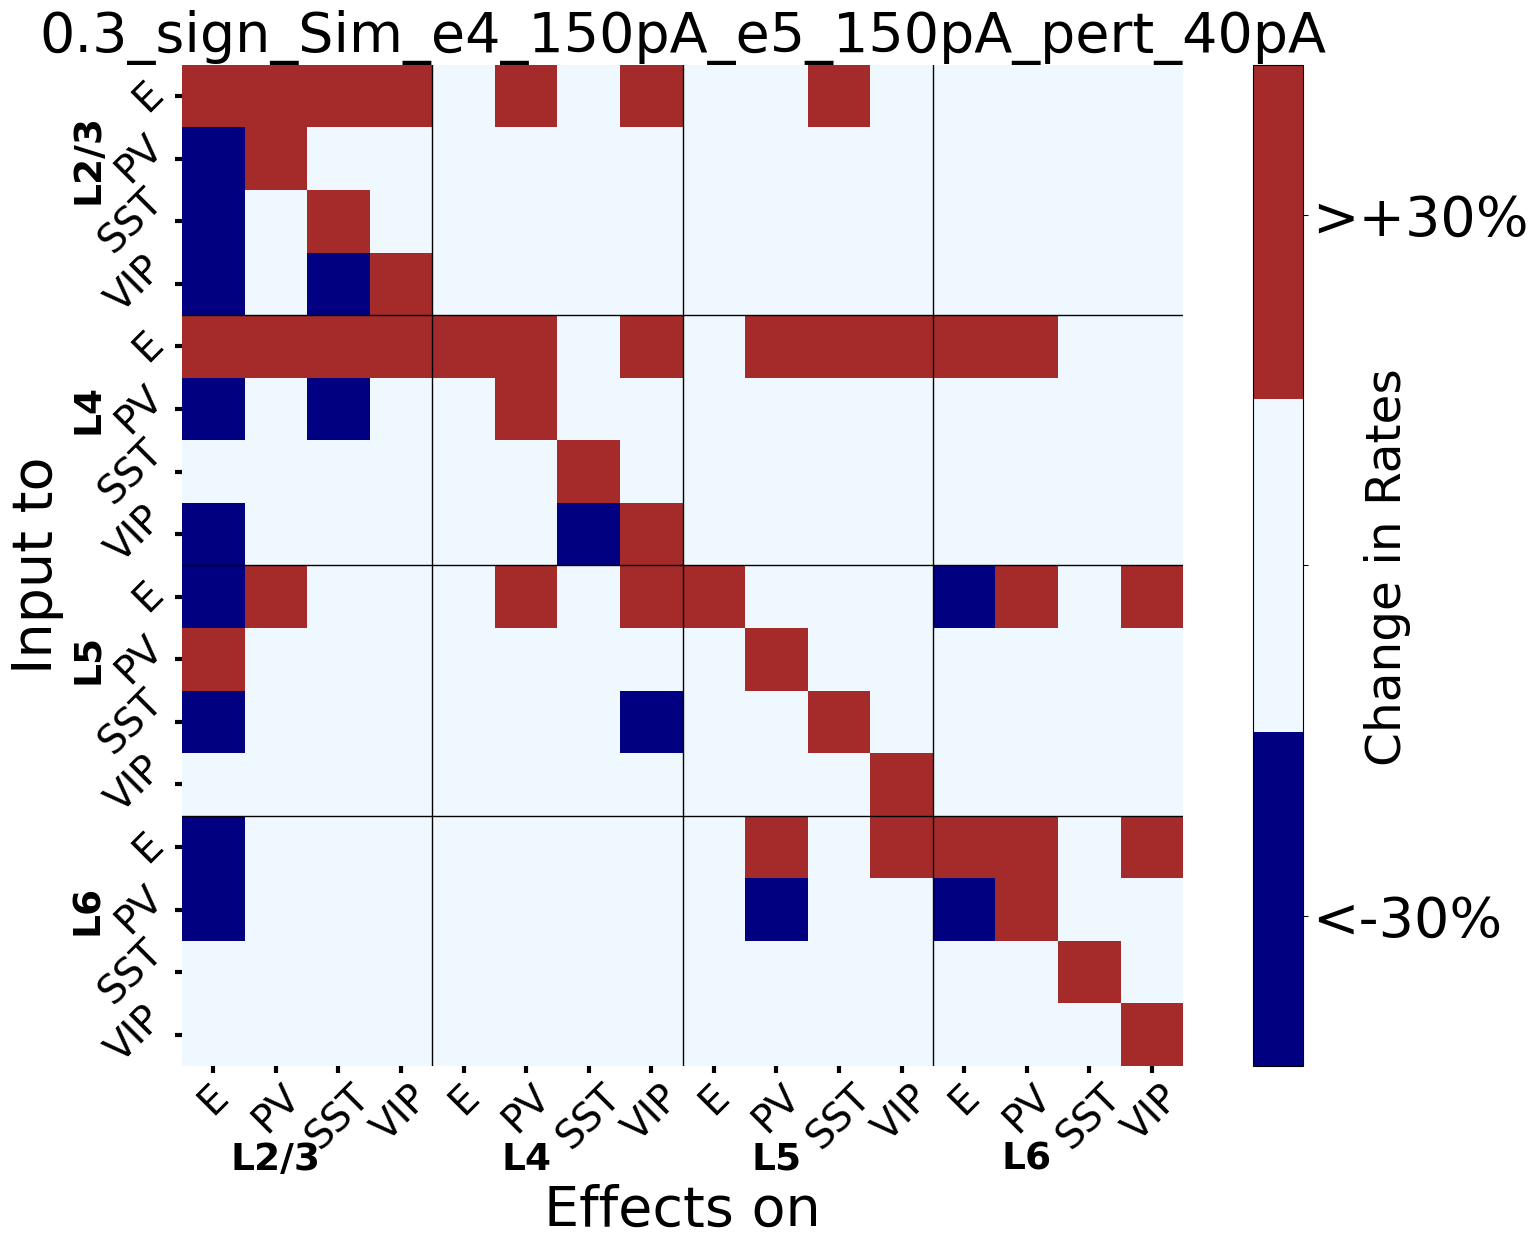 0.3_sign_Sim_e4_150pA_e5_150pA_pert_40pA
Input to
L2/3
E
PV
SST
VIP
L4
E
PV
SST
VIP
L5
E
PV
SST
VIP
L6
E
PV
SST
VIP
E
PV
SST
VIP
E
PV
SST
VIP
E
PV
SST
VIP
E
PV
SST
VIP
L2/3
L4
L5
L6
Effects on
>+30%
<-30%
Change in Rates